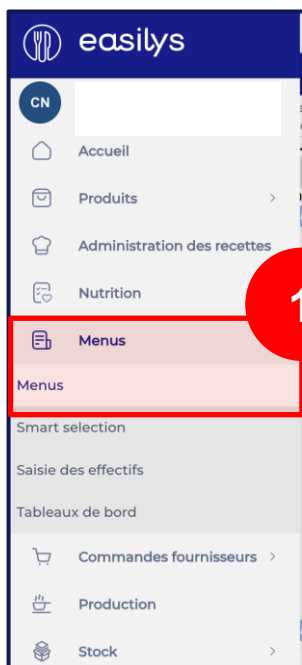 easilys
CN
Accueil
Produits
Administration des recettes
Nutrition
1
Menus
Menus
Smart selection
Saisie des effectifs
Tableaux de bord
Commandes fournisseurs
Production
Stock